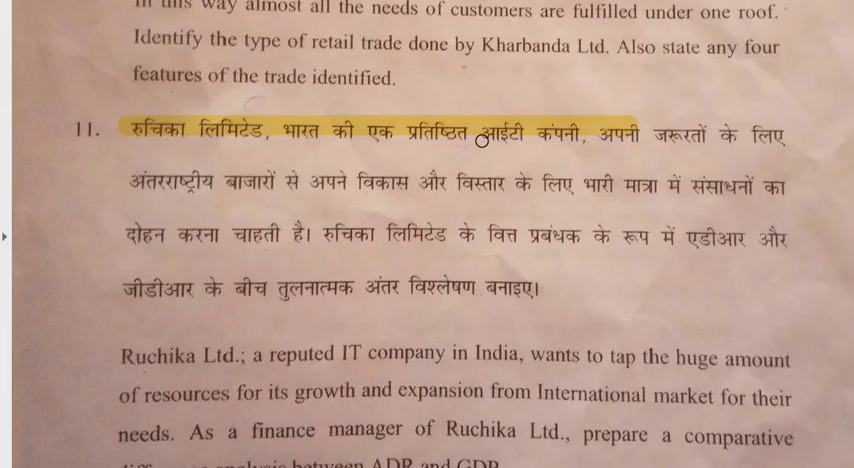 In this way almost all the needs of customers are fulfilled under one roof.
Identify the type of retail trade done by Kharbanda Ltd. Also state any four
features of the trade identified.
11. रुचिका लिमिटेड, भारत की एक प्रतिष्ठित आईटी कंपनी, अपनी जरूरतों के लिए
अंतरराष्ट्रीय बाजारों से अपने विकास और विस्तार के लिए भारी मात्रा में संसाधनों का
दोहन करना चाहती है। रुचिका लिमिटेड के वित्त प्रबंधक के रूप में एडीआर और
जीडीआर के बीच तुलनात्मक अंतर विश्लेषण बनाइए।
Ruchika Ltd.; a reputed IT company in India, wants to tap the huge amount
of resources for its growth and expansion from International market for their
needs. As a finance manager of Ruchika Ltd., prepare a comparative
analysis between ADR and GDR